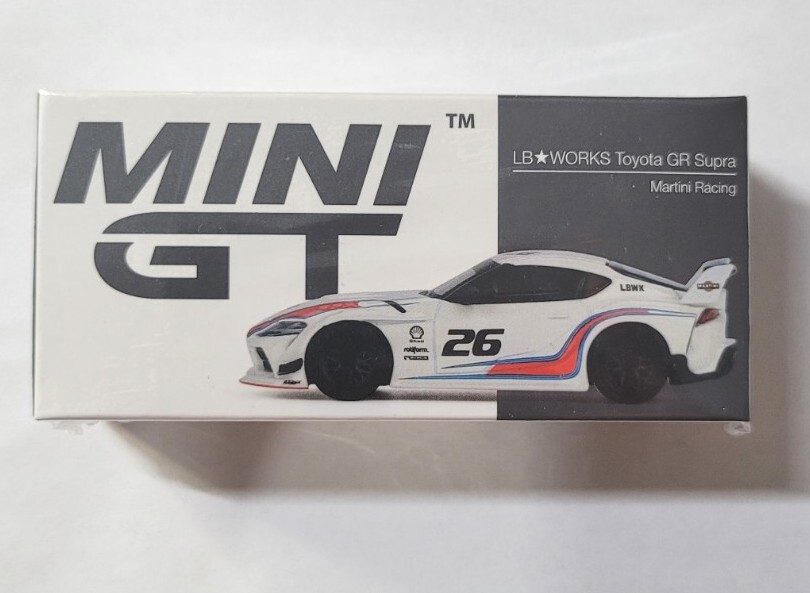 MINI
GT
TM
LB★WORKS Toyota GR Supra
Martini Racing
LBWK
26